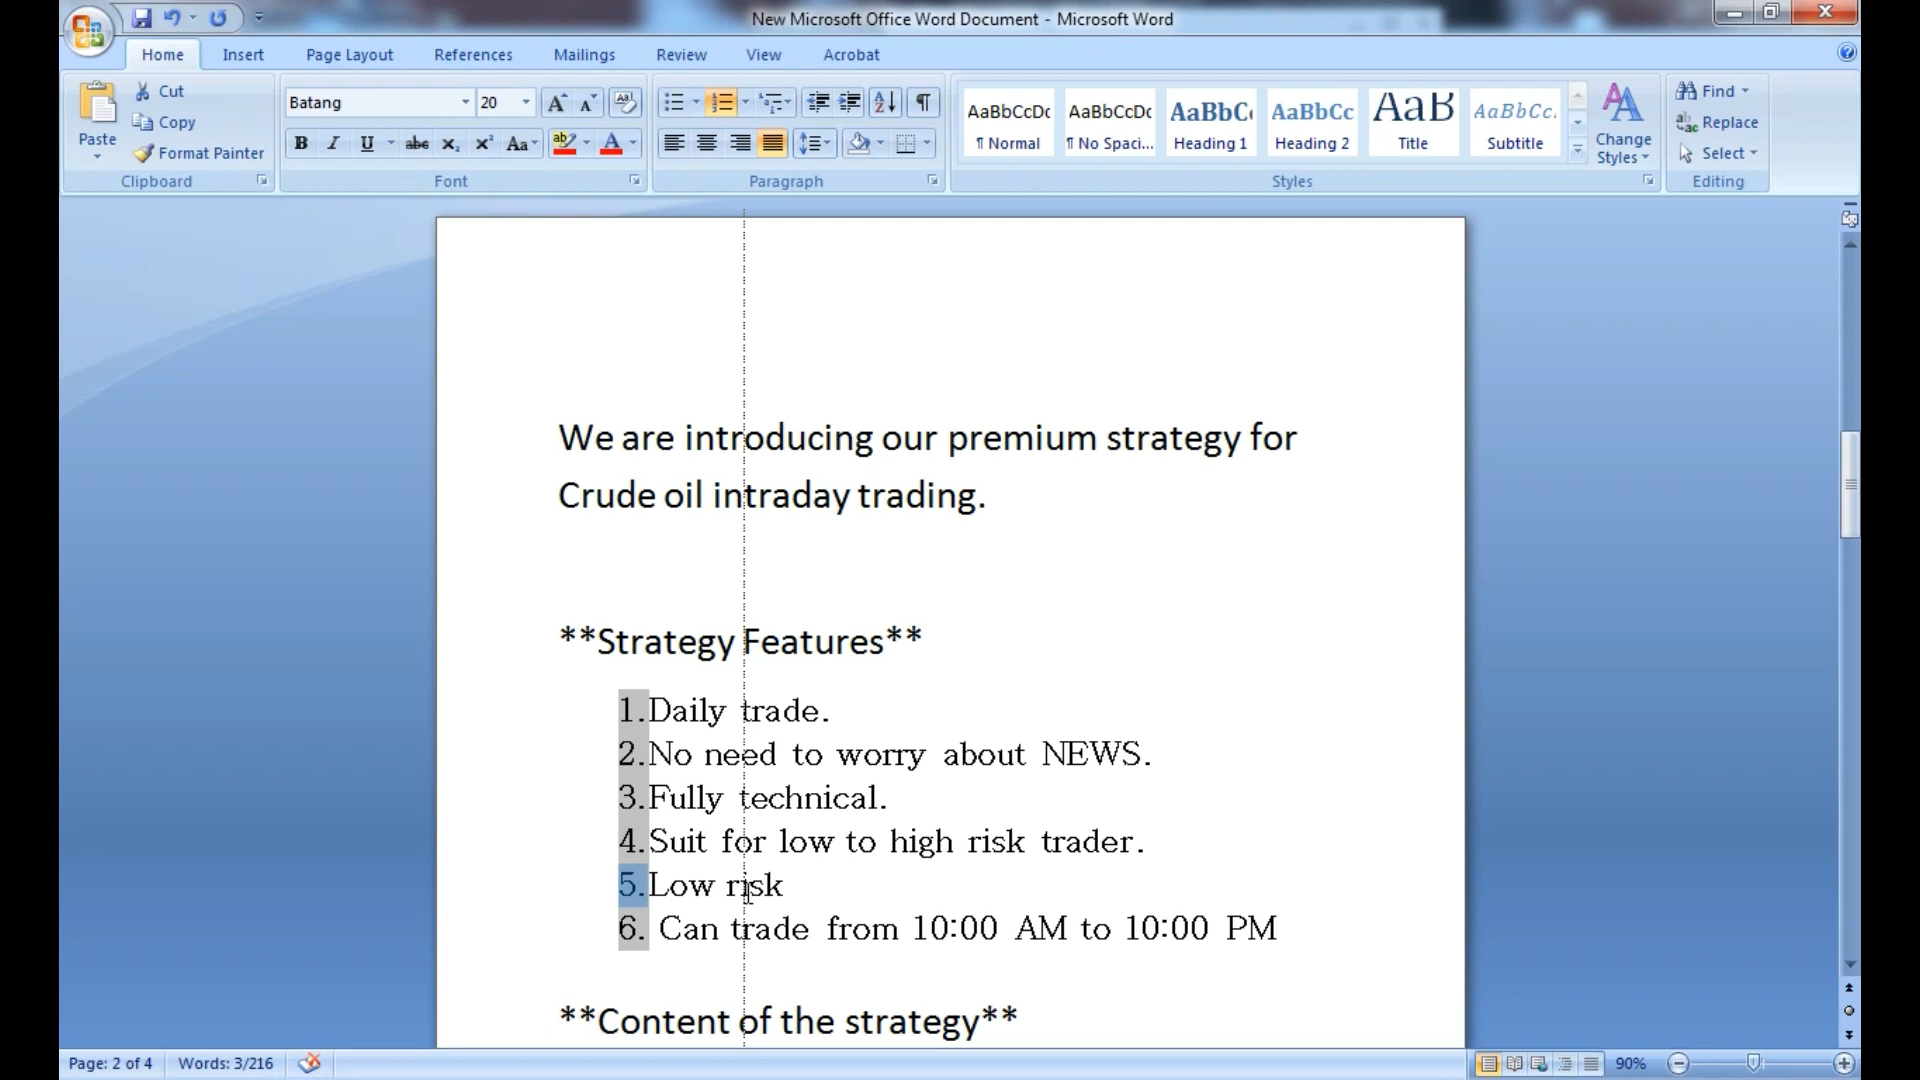 New Microsoft Office Word Document - Microsoft Word
Home Insert Page Layout References Mailings Review View Acrobat
Paste
Cut
Copy
Format Painter
Clipboard
Batang 20
B I U abc X₂ X² Aa
Font
Paragraph
AaBbCcDc AaBbCcDc AaBbC AaBbCc AaB AaBbCc.
¶ Normal ¶ No Spaci... Heading 1 Heading 2 Title Subtitle
Change
Styles
Styles
Find
Replace
Select
Editing
We are introducing our premium strategy for
Crude oil intraday trading.
**Strategy Features**
1.Daily trade.
2.No need to worry about NEWS.
3.Fully technical.
4.Suit for low to high risk trader.
5.Low risk
6. Can trade from 10:00 AM to 10:00 PM
**Content of the strategy**
Page: 2 of 4 Words: 3/216 90%